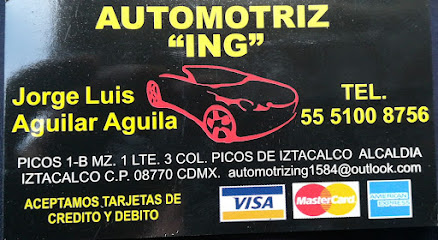 AUTOMOTRIZ
"ING"
Jorge Luis
Aguilar Aguila
TEL.
55 5100 8756
PICOS 1-B MZ. 1 LTE. 3 COL. PICOS DE IZTACALCO ALCALDIA
IZTACALCO C.P. 08770 CDMX. automotrizing1584@outlook.com
ACEPTAMOS TARJETAS DE
CREDITO Y DEBITO
VISA
MasterCard
AMERICAN
EXPRESS